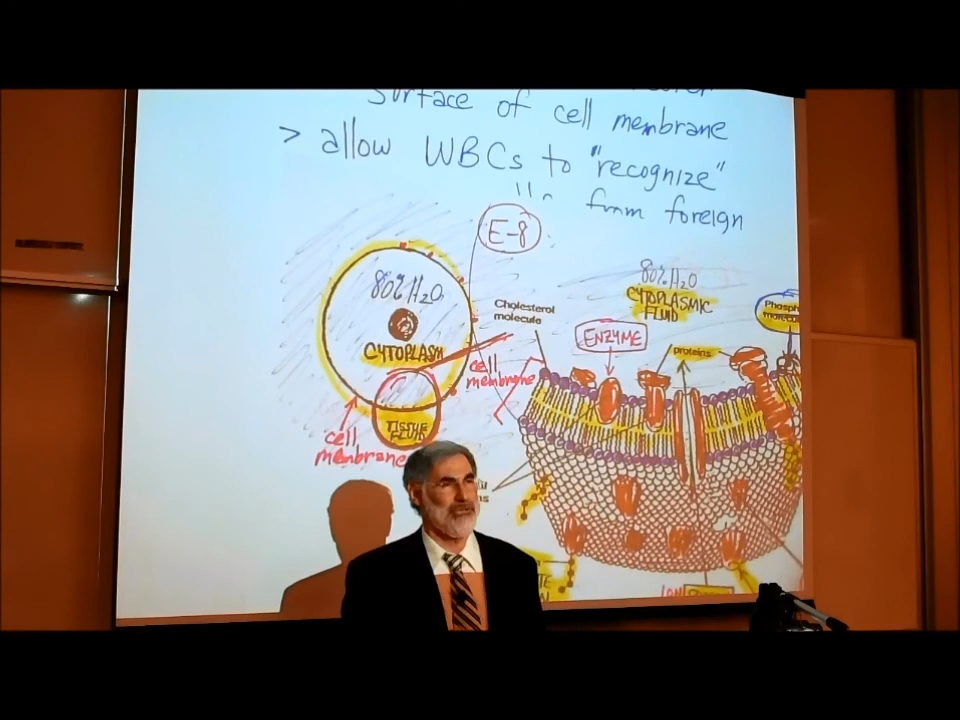 surface of cell membrane
> allow WBCs to "recognize"
from foreign
E-8
80% H2O
CYTOPLASM
cell
membrane
TISSUE
FLUID
cell
membrane
Cholesterol
molecule
80% H2O
CYTOPLASMIC
FLUID
ENZYME
proteins